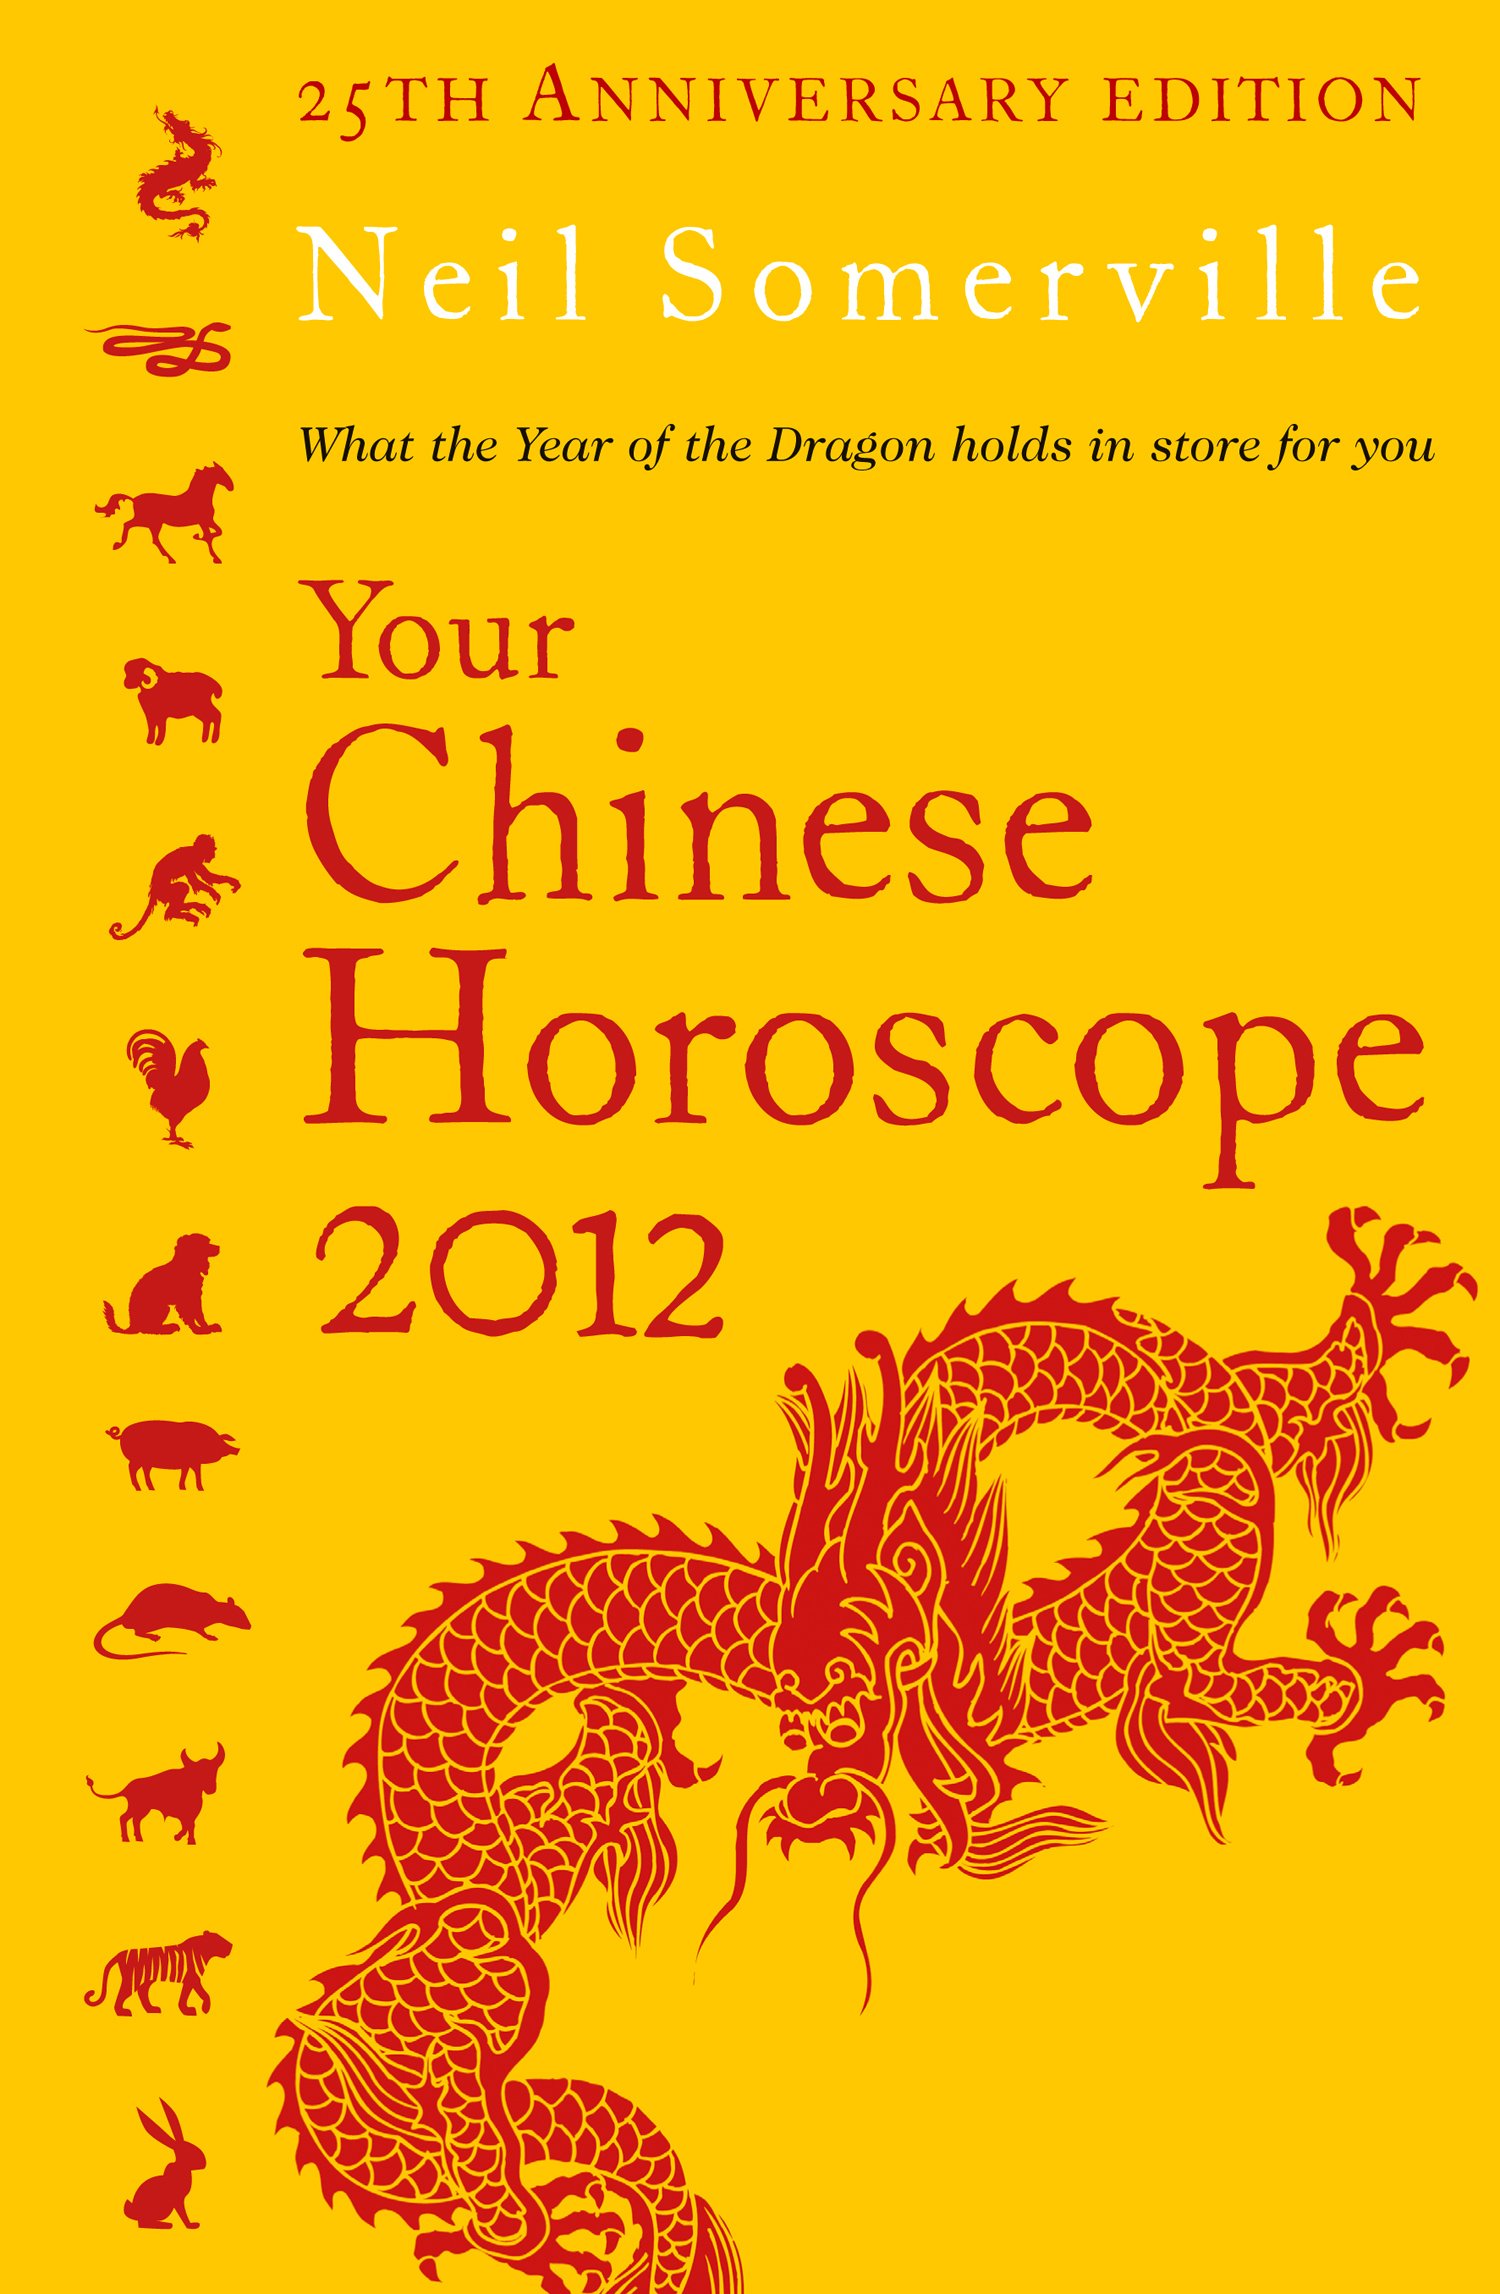 25TH ANNIVERSARY EDITION
Neil Somerville
What the Year of the Dragon holds in store for you
Your
Chinese
Horoscope
2012